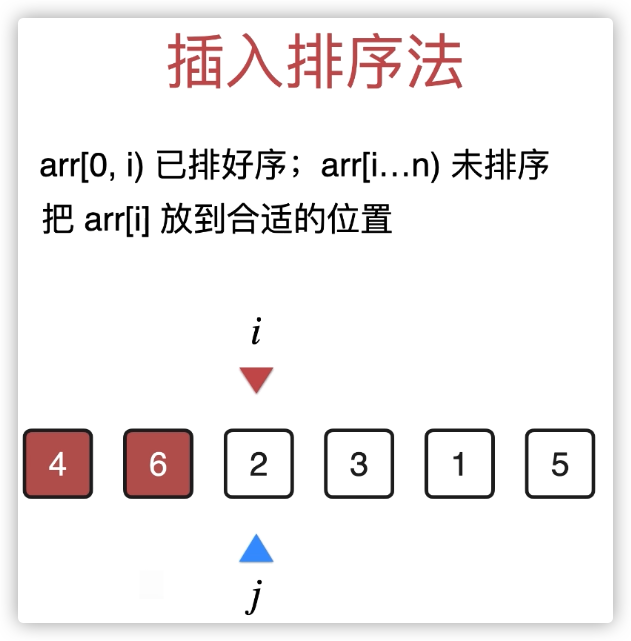 插入排序法
arr[0, i) 已排好序；arr[i…n) 未排序
把 arr[i] 放到合适的位置
i
4 6 2 3 1 5
j